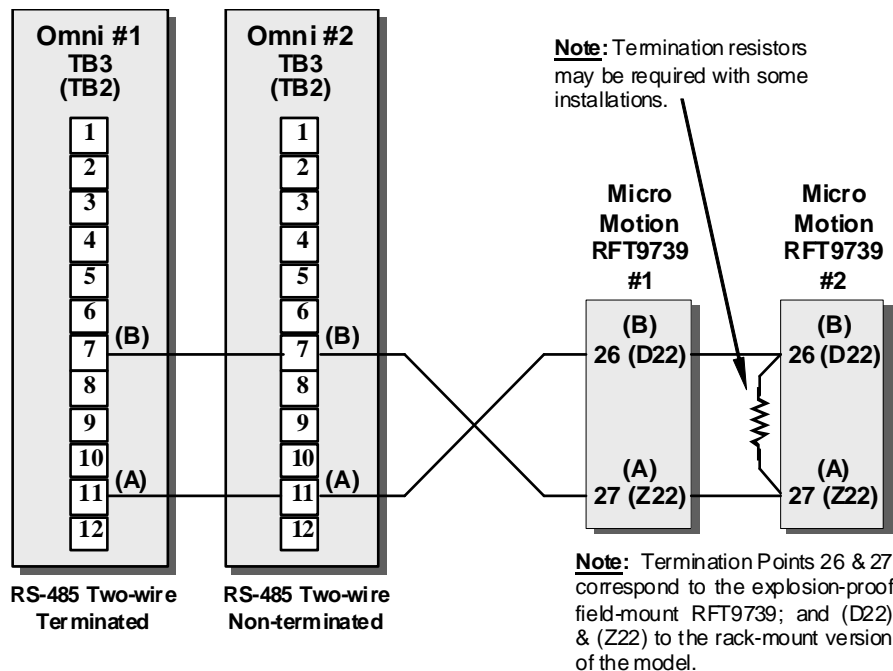 Omni #1
TB3
(TB2)
1
2
3
4
5
6
7
8
9
10
11
12
(B)
(A)
RS-485 Two-wire
Terminated
Omni #2
TB3
(TB2)
1
2
3
4
5
6
7
8
9
10
11
12
(B)
(A)
RS-485 Two-wire
Non-terminated
Note: Termination resistors
may be required with some
installations.
Micro
Motion
RFT9739
#1
(B)
26 (D22)
(A)
27 (Z22)
Micro
Motion
RFT9739
#2
(B)
26 (D22)
(A)
27 (Z22)
Note: Termination Points 26 & 27
correspond to the explosion-proof
field-mount RFT9739; and (D22)
& (Z22) to the rack-mount version
of the model.